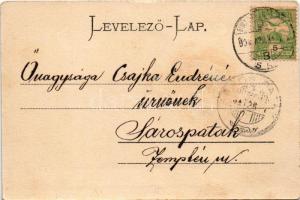 LEVELEZŐ-LAP.
Őnagysága Csajka Endréné
úrnőnek
Sárospatak
Zemplén m.